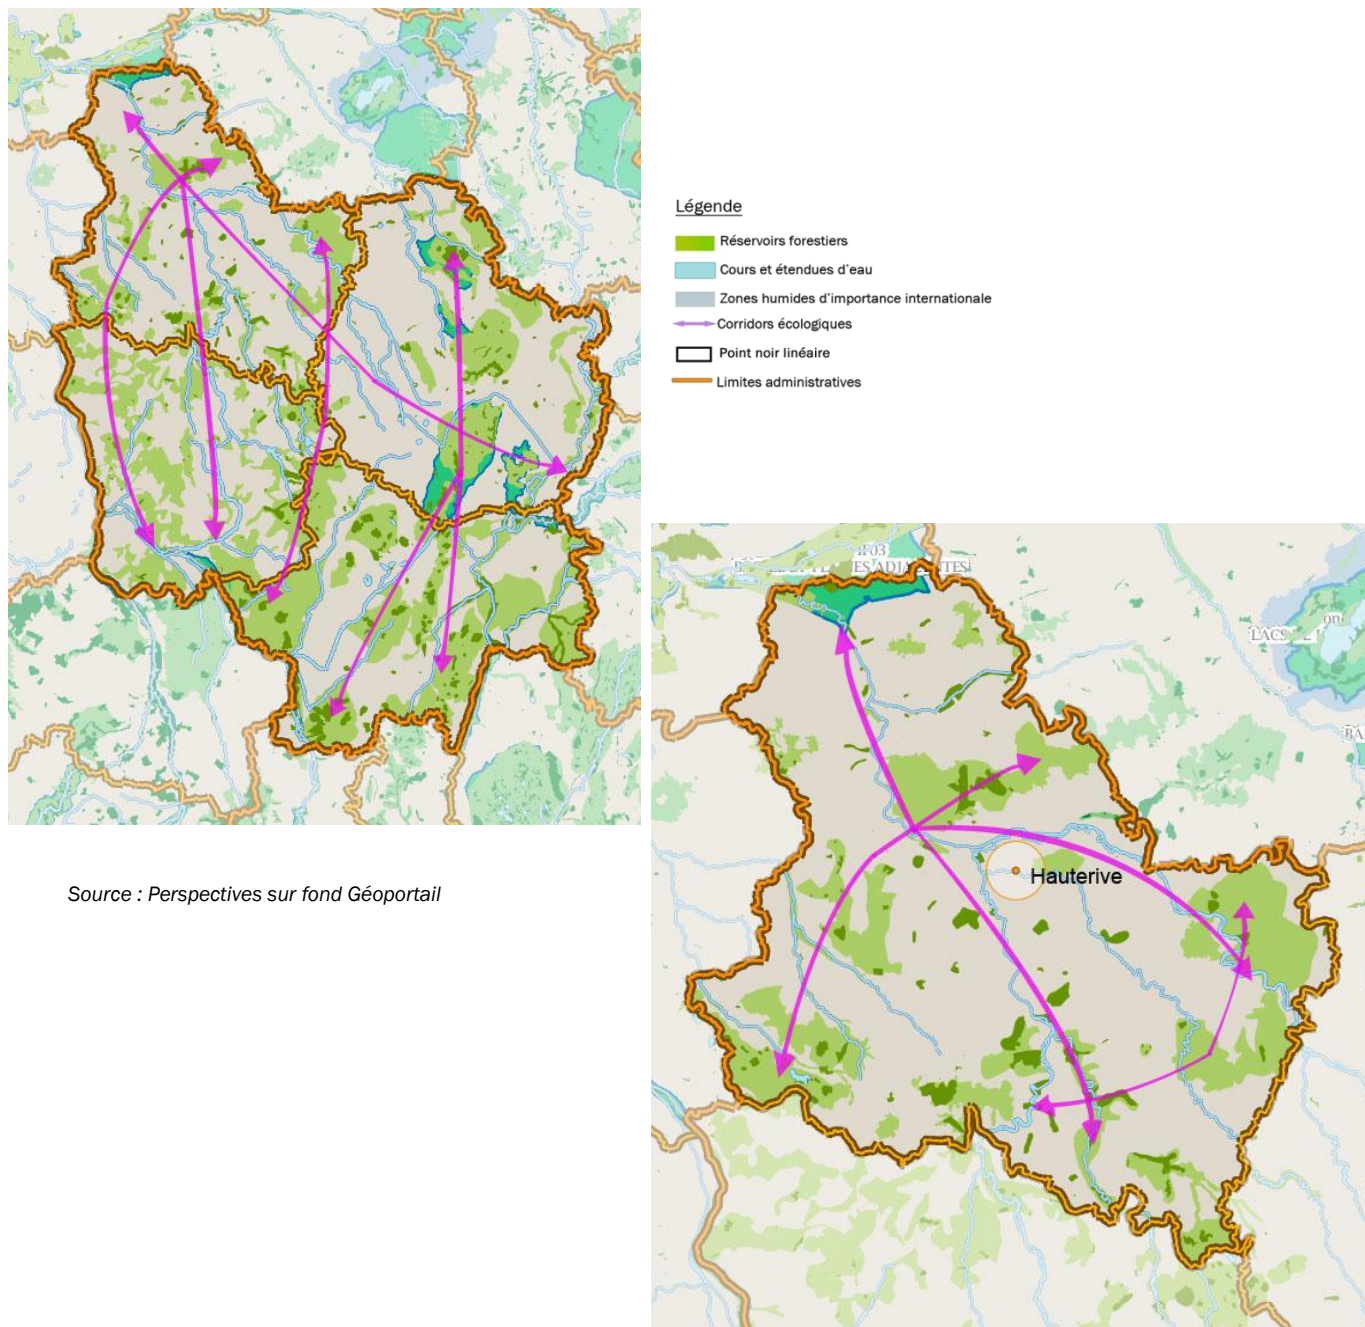 Légende
Réservoirs forestiers
Cours et étendues d'eau
Zones humides d'importance internationale
Corridors écologiques
Point noir linéaire
Limites administratives
Hauterive
Source : Perspectives sur fond Géoportail